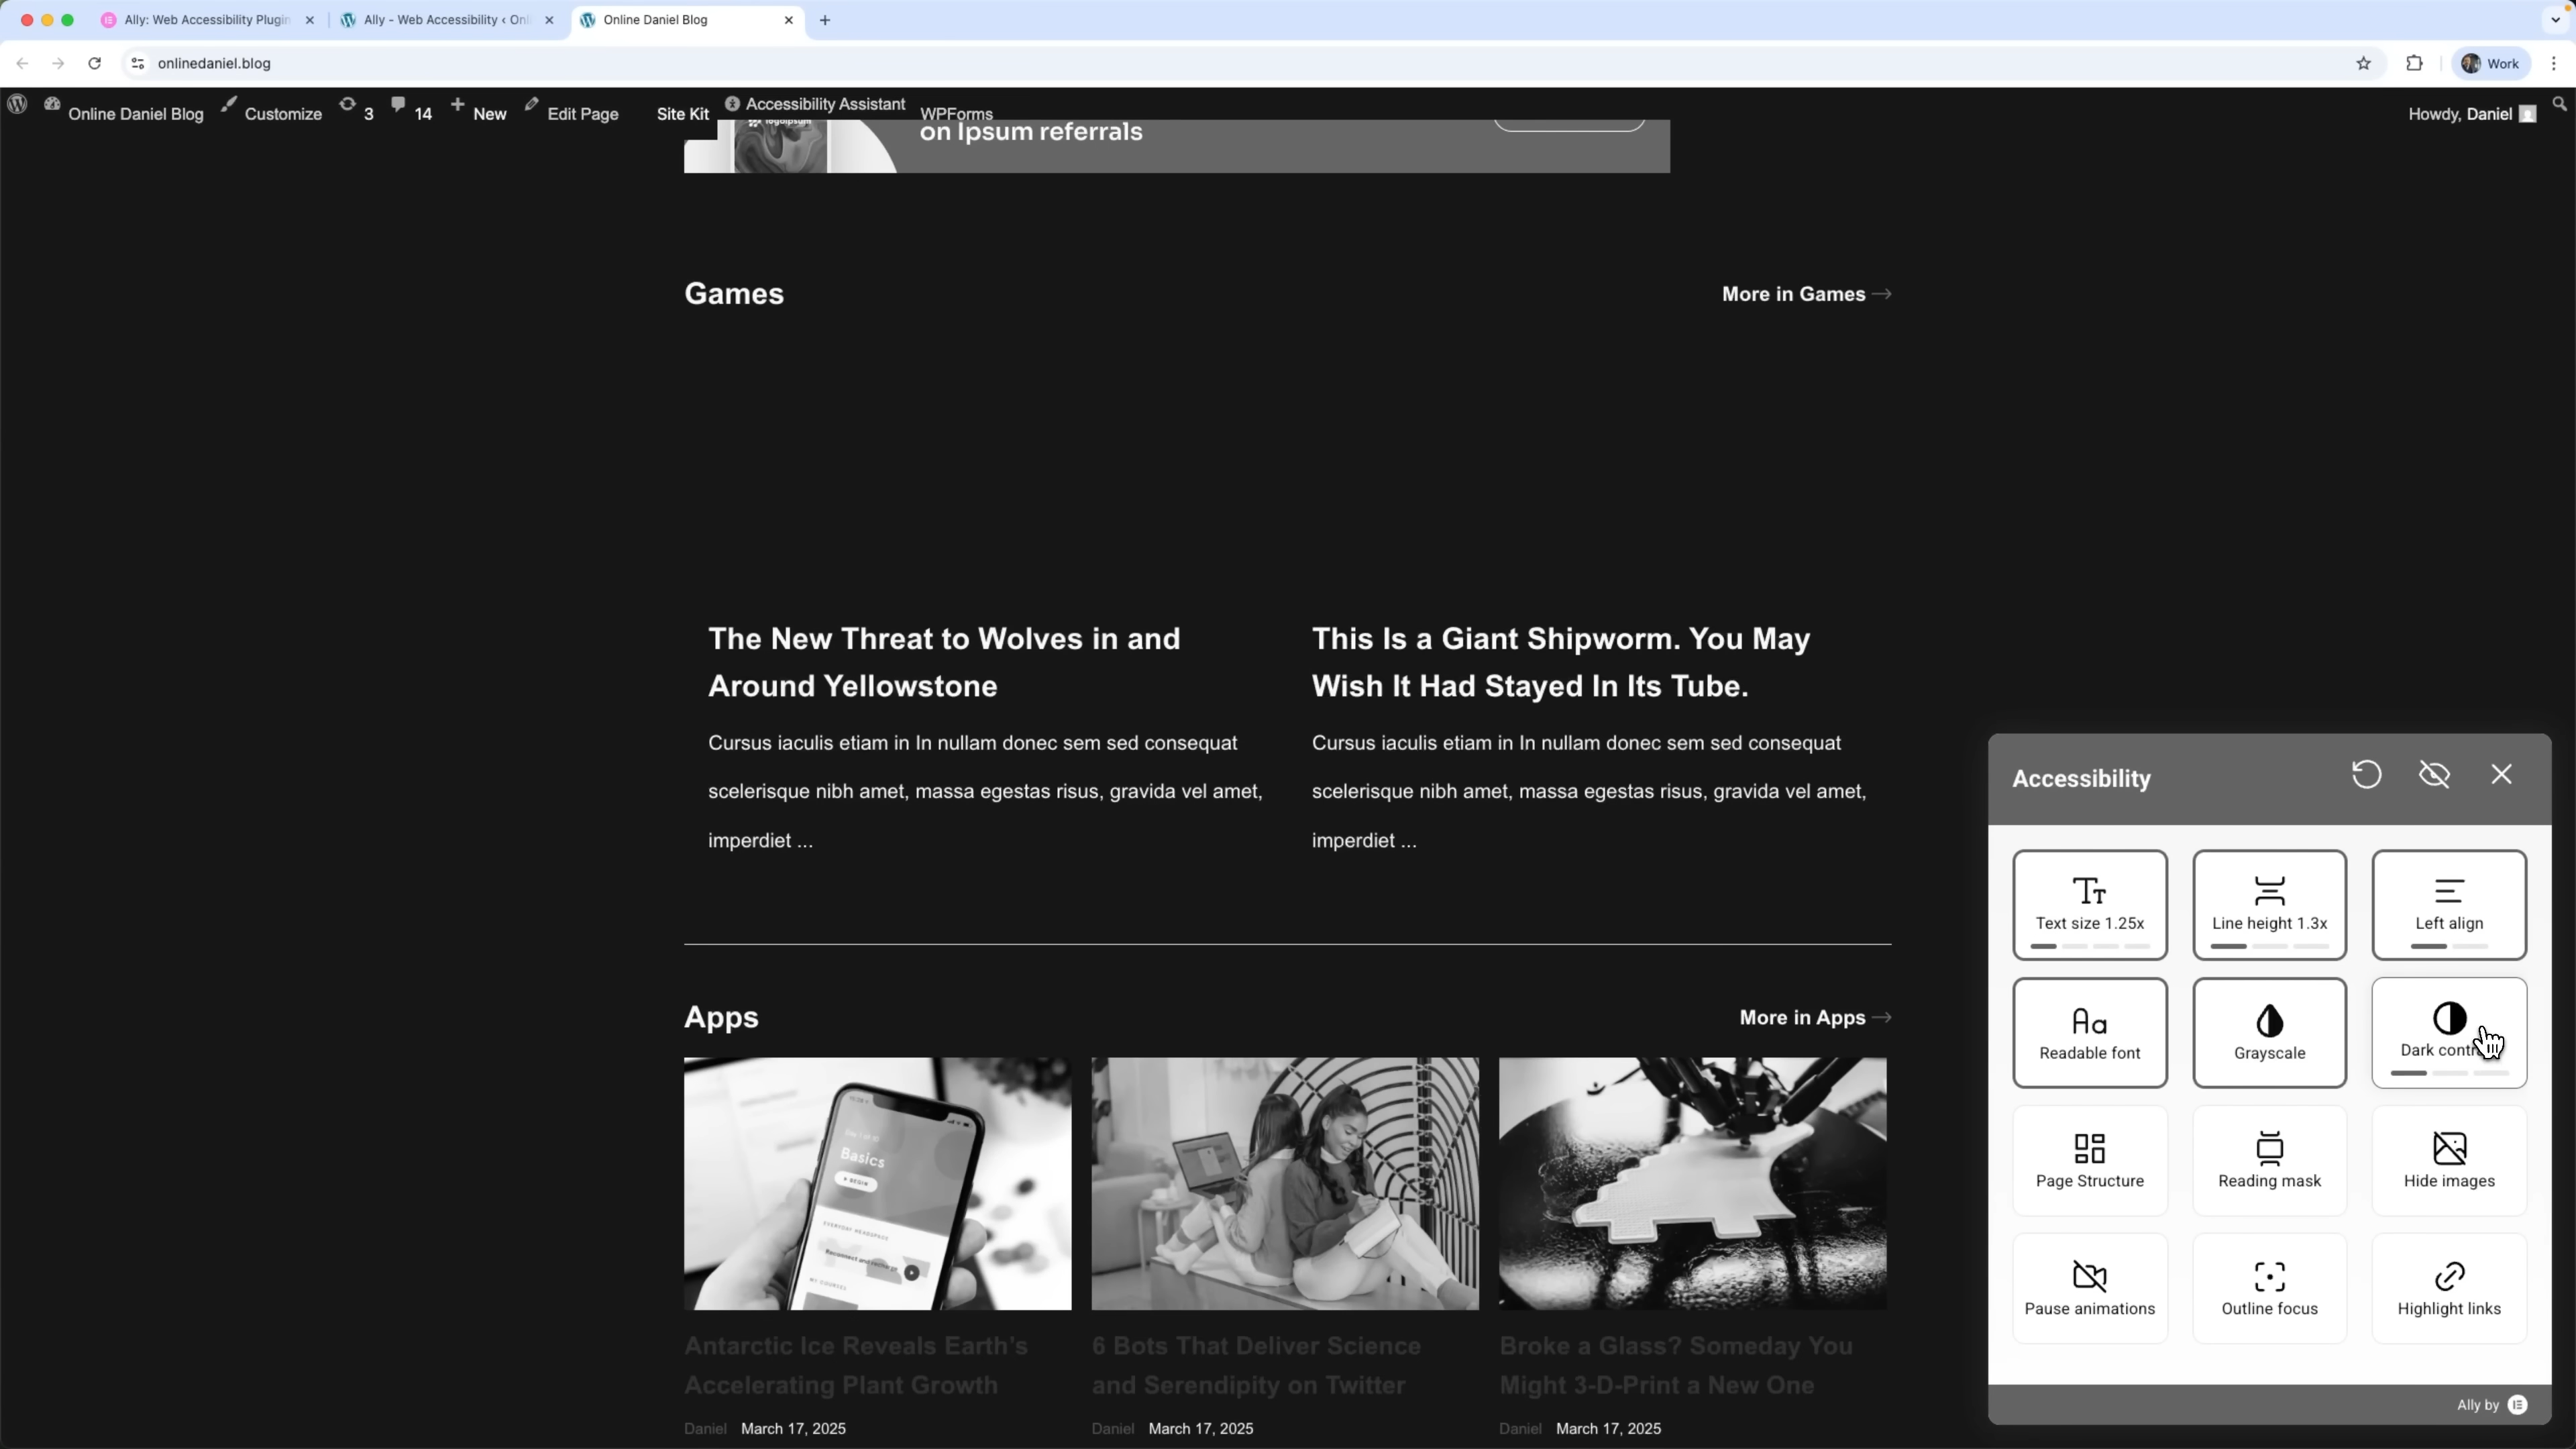 Ally: Web Accessibility Plugin
Ally - Web Accessibility ‹ Onl
Online Daniel Blog
onlinedaniel.blog
Work
Online Daniel Blog
Customize
3
14
New
Edit Page
Site Kit
Accessibility Assistant
WPForms
Howdy, Daniel
logoipsum
on Ipsum referrals
Games
More in Games
The New Threat to Wolves in and
Around Yellowstone
Cursus iaculis etiam in In nullam donec sem sed consequat
scelerisque nibh amet, massa egestas risus, gravida vel amet,
imperdiet ...
This Is a Giant Shipworm. You May
Wish It Had Stayed In Its Tube.
Cursus iaculis etiam in In nullam donec sem sed consequat
scelerisque nibh amet, massa egestas risus, gravida vel amet,
imperdiet ...
Apps
More in Apps
Basics
BEGIN
EVERYDAY HEADSPACE
MY COURSES
Antarctic Ice Reveals Earth's
Accelerating Plant Growth
Daniel March 17, 2025
6 Bots That Deliver Science
and Serendipity on Twitter
Daniel March 17, 2025
Broke a Glass? Someday You
Might 3-D-Print a New One
Daniel March 17, 2025
Accessibility
Text size 1.25x
Line height 1.3x
Left align
Readable font
Grayscale
Dark
Page Structure
Reading mask
Hide images
Pause animations
Outline focus
Highlight links
Ally by